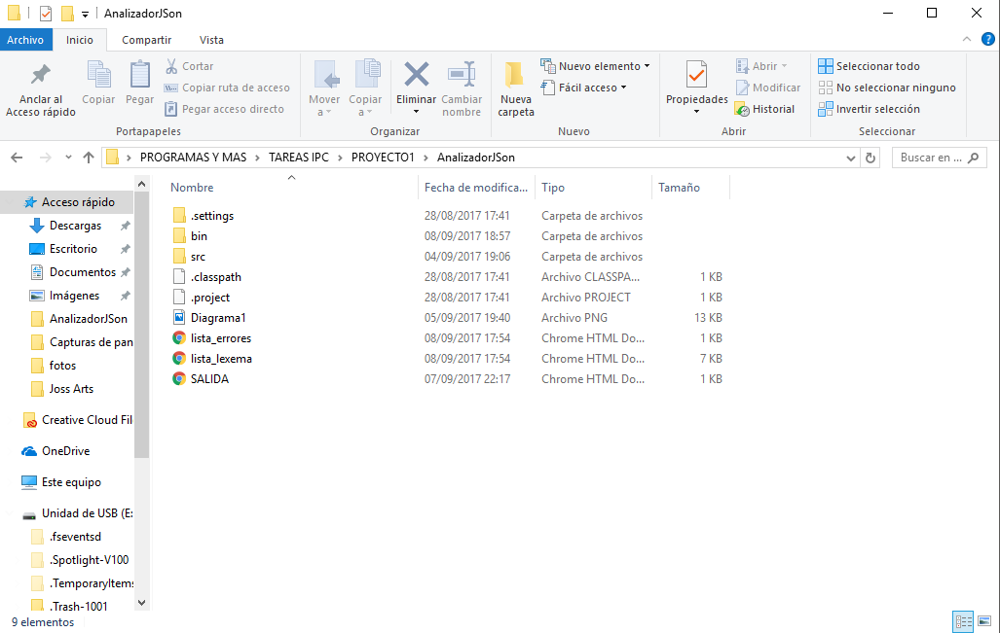 AnalizadorJSon
Archivo Inicio Compartir Vista
Anclar al Acceso rápido
Copiar
Pegar
Cortar
Copiar ruta de acceso
Pegar acceso directo
Portapapeles
Mover a
Copiar a
Eliminar
Cambiar nombre
Organizar
Nueva carpeta
Nuevo elemento
Fácil acceso
Nuevo
Propiedades
Abrir
Modificar
Historial
Abrir
Seleccionar todo
No seleccionar ninguno
Invertir selección
Seleccionar
PROGRAMAS Y MAS > TAREAS IPC > PROYECTO1 > AnalizadorJSon
Buscar en ...
Acceso rápido
Descargas
Escritorio
Documentos
Imágenes
AnalizadorJSon
Capturas de pan
fotos
Joss Arts
Creative Cloud Fil
OneDrive
Este equipo
Unidad de USB (E:
.fseventsd
.Spotlight-V100
.TemporaryItems
.Trash-1001
Nombre Fecha de modifica... Tipo Tamaño
.settings 28/08/2017 17:41 Carpeta de archivos
bin 08/09/2017 18:57 Carpeta de archivos
src 04/09/2017 19:06 Carpeta de archivos
.classpath 28/08/2017 17:41 Archivo CLASSPA... 1 KB
.project 28/08/2017 17:41 Archivo PROJECT 1 KB
Diagrama1 05/09/2017 19:40 Archivo PNG 13 KB
lista_errores 08/09/2017 17:54 Chrome HTML Do... 1 KB
lista_lexema 08/09/2017 17:54 Chrome HTML Do... 7 KB
SALIDA 07/09/2017 22:17 Chrome HTML Do... 1 KB
9 elementos